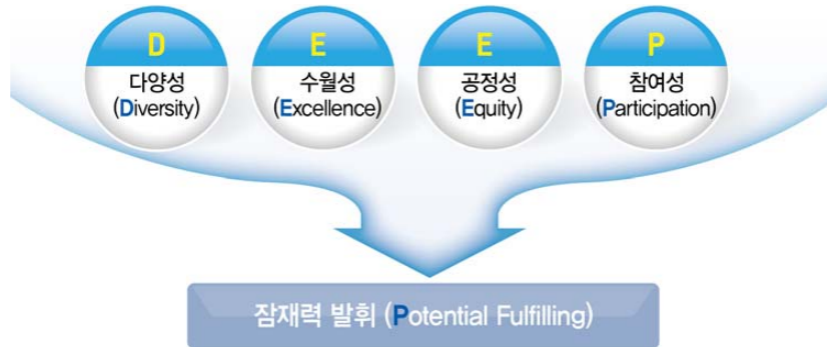 D E E P
다양성 수월성 공정성 참여성
(Diversity) (Excellence) (Equity) (Participation)
잠재력 발휘 (Potential Fulfilling)